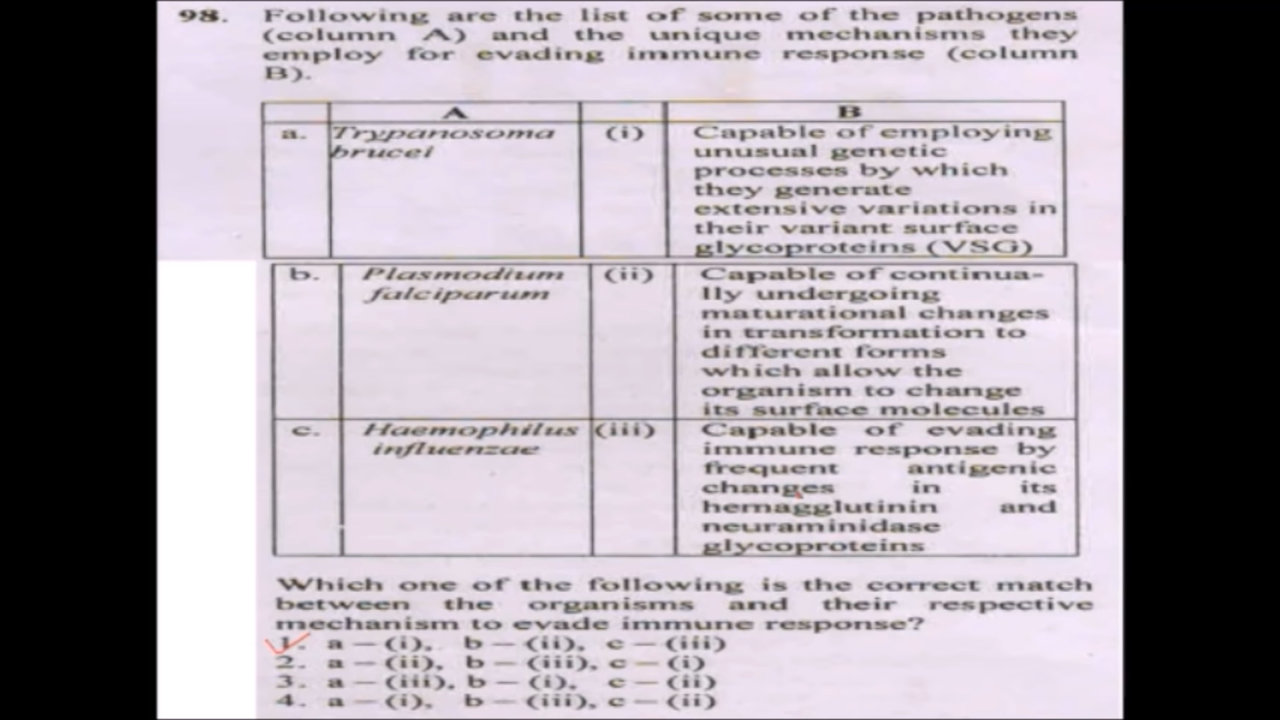 98. Following are the list of some of the pathogens
(column A) and the unique mechanisms they
employ for evading immune response (column
B).
A B
a. Trypanosoma (i) Capable of employing
brucei unusual genetic
processes by which
they generate
extensive variations in
their variant surface
glycoproteins (VSG)
b. Plasmodium (ii) Capable of continua-
falciparum lly undergoing
maturational changes
in transformation to
different forms
which allow the
organism to change
its surface molecules
c. Haemophilus (iii) Capable of evading
influenzae immune response by
frequent antigenic
changes in its
hemagglutinin and
neuraminidase
glycoproteins
Which one of the following is the correct match
between the organisms and their respective
mechanism to evade immune response?
1. a – (i), b – (ii), c – (iii)
2. a – (ii), b – (iii), c – (i)
3. a – (iii), b – (i), c – (ii)
4. a – (i), b – (iii), c – (ii)